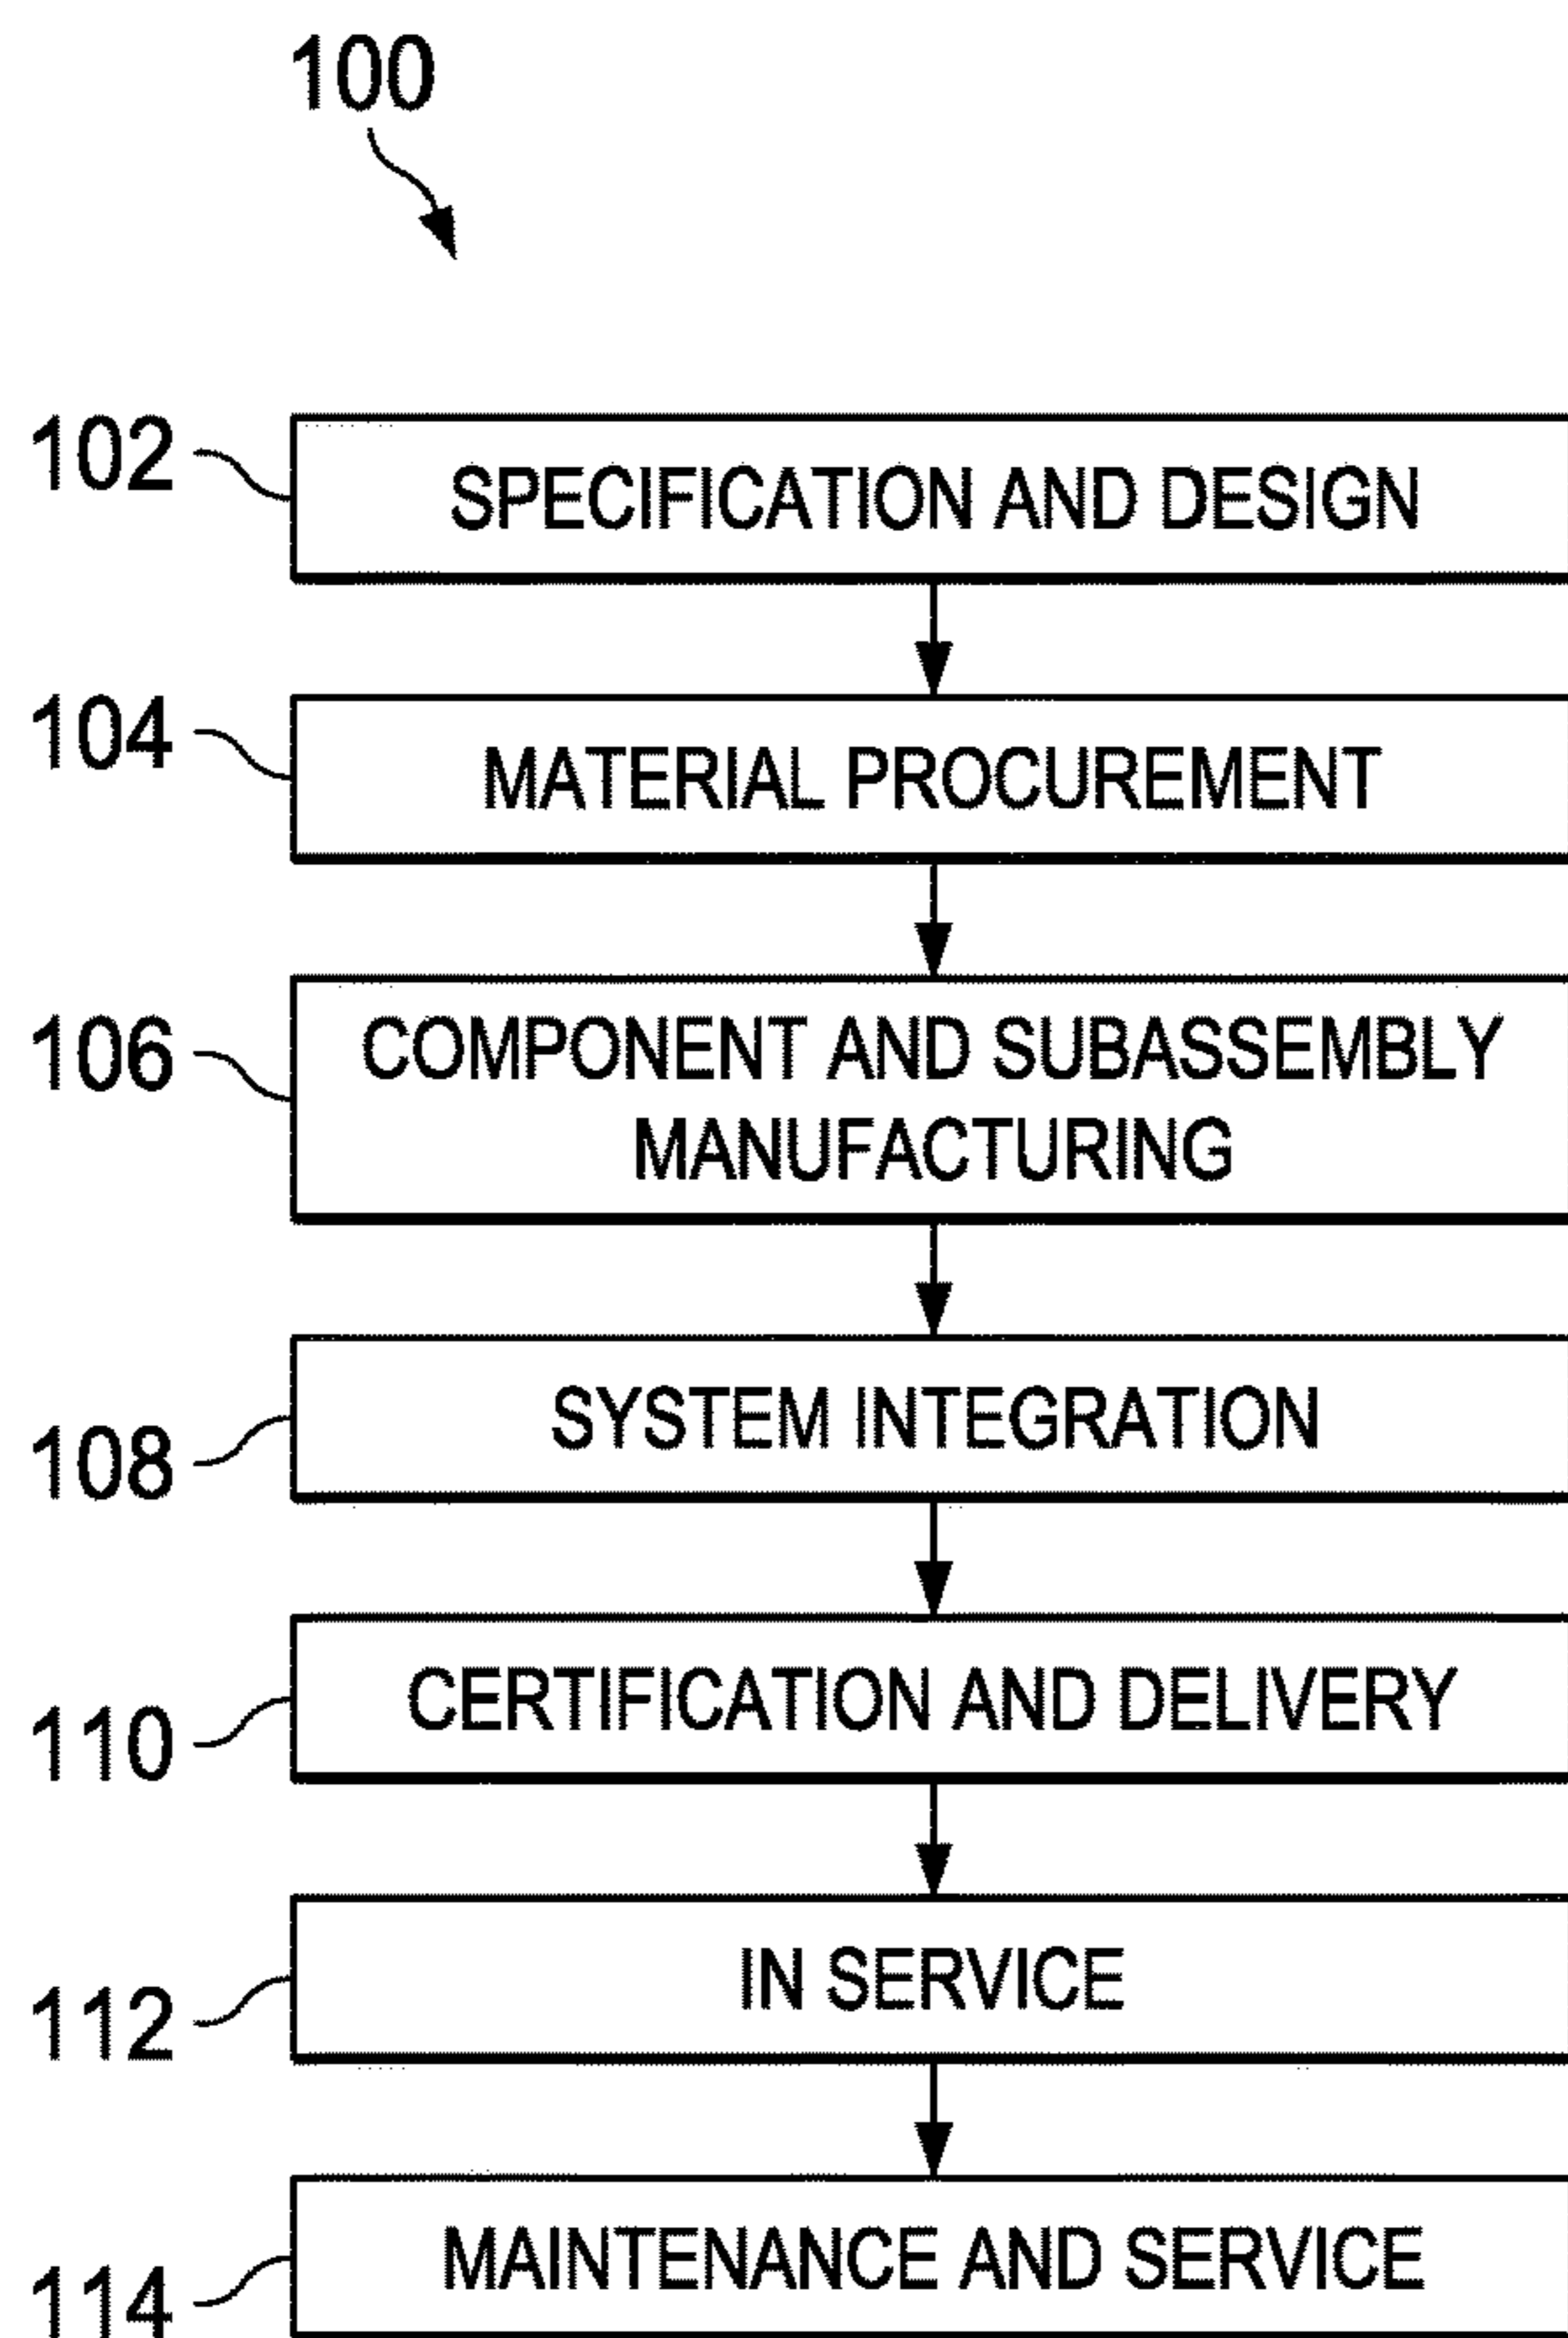 100
102
SPECIFICATION AND DESIGN
104
MATERIAL PROCUREMENT
106
COMPONENT AND SUBASSEMBLY
MANUFACTURING
108
SYSTEM INTEGRATION
110
CERTIFICATION AND DELIVERY
112
IN SERVICE
114
MAINTENANCE AND SERVICE